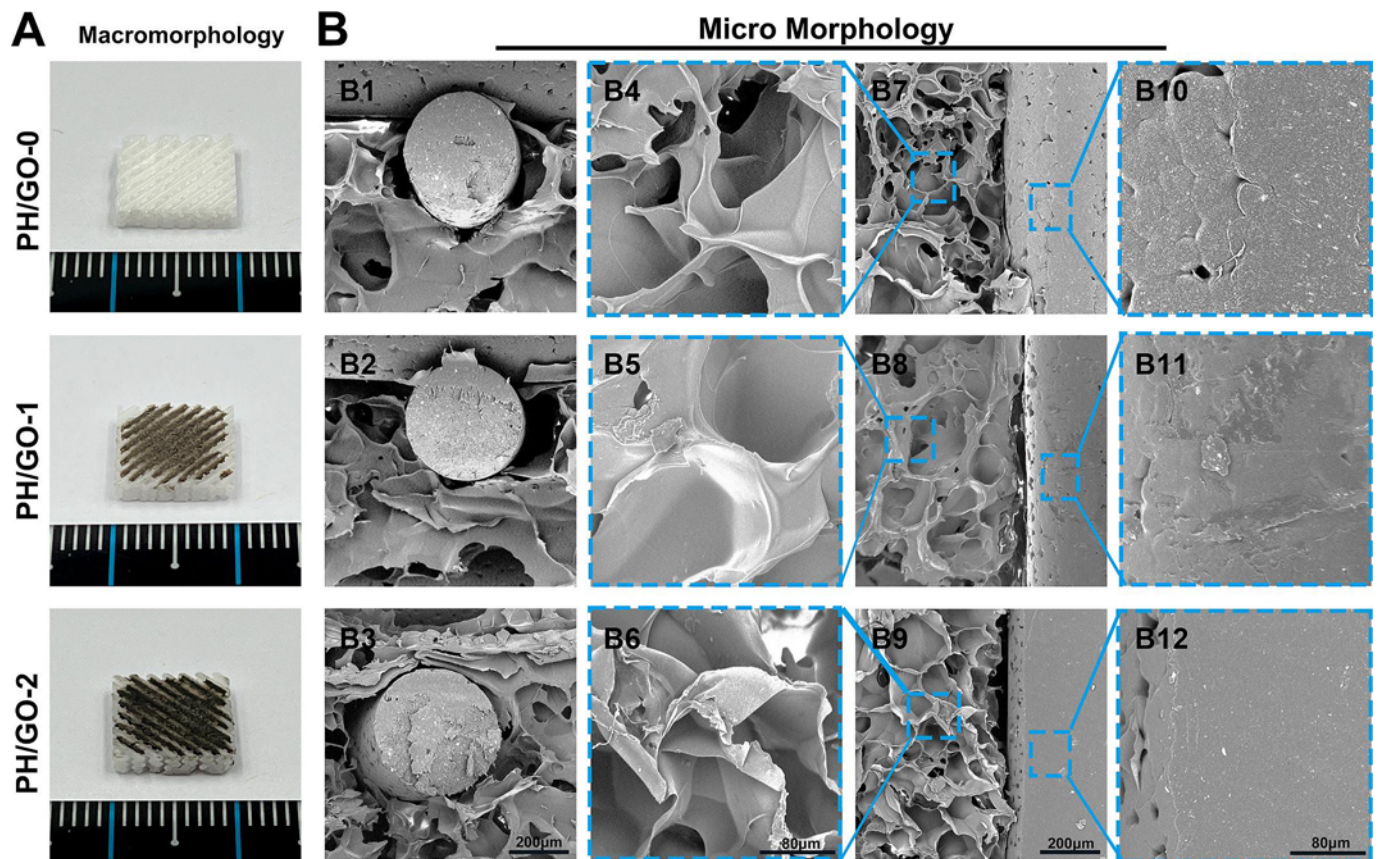 A Macromorphology B Micro Morphology
PH/GO-0
B1 B4 B7 B10
PH/GO-1
B2 B5 B8 B11
PH/GO-2
B3 B6 B9 B12
200μm 80μm 200μm 80μm